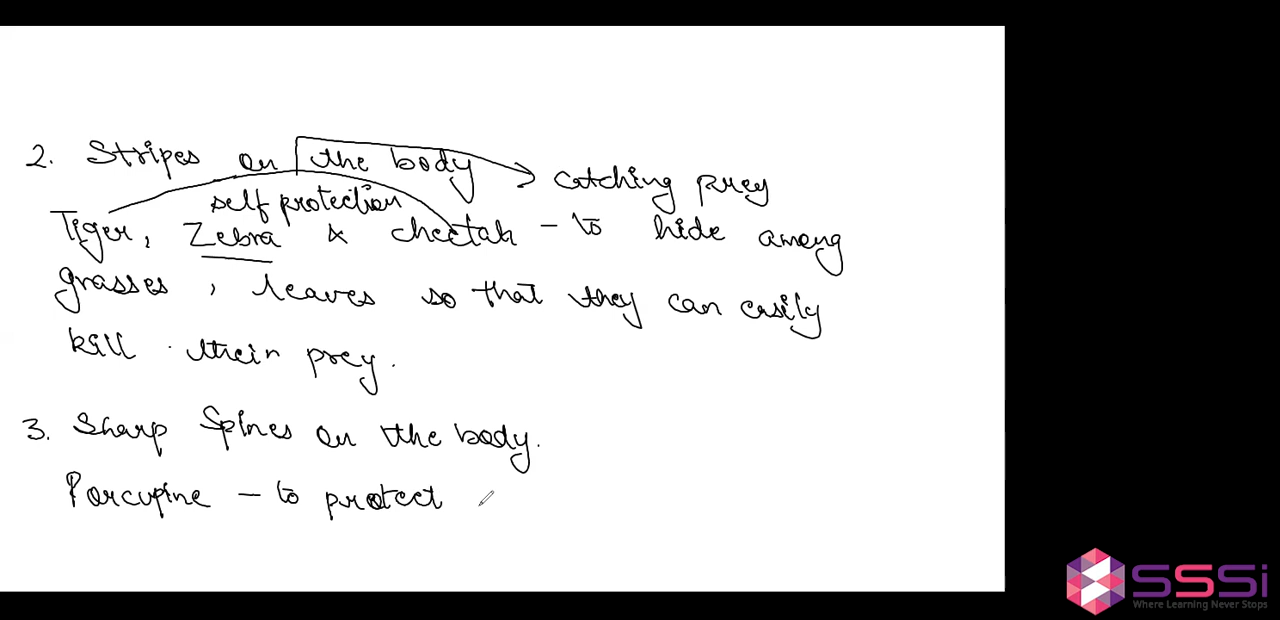 2. Stripes on the body → catching prey
self protection
Tiger, Zebra & cheetah - to hide among
grasses, leaves so that they can easily
kill their prey.
3. Sharp Spines on the body.
Porcupine - to protect
SSSi
Where Learning Never Stops